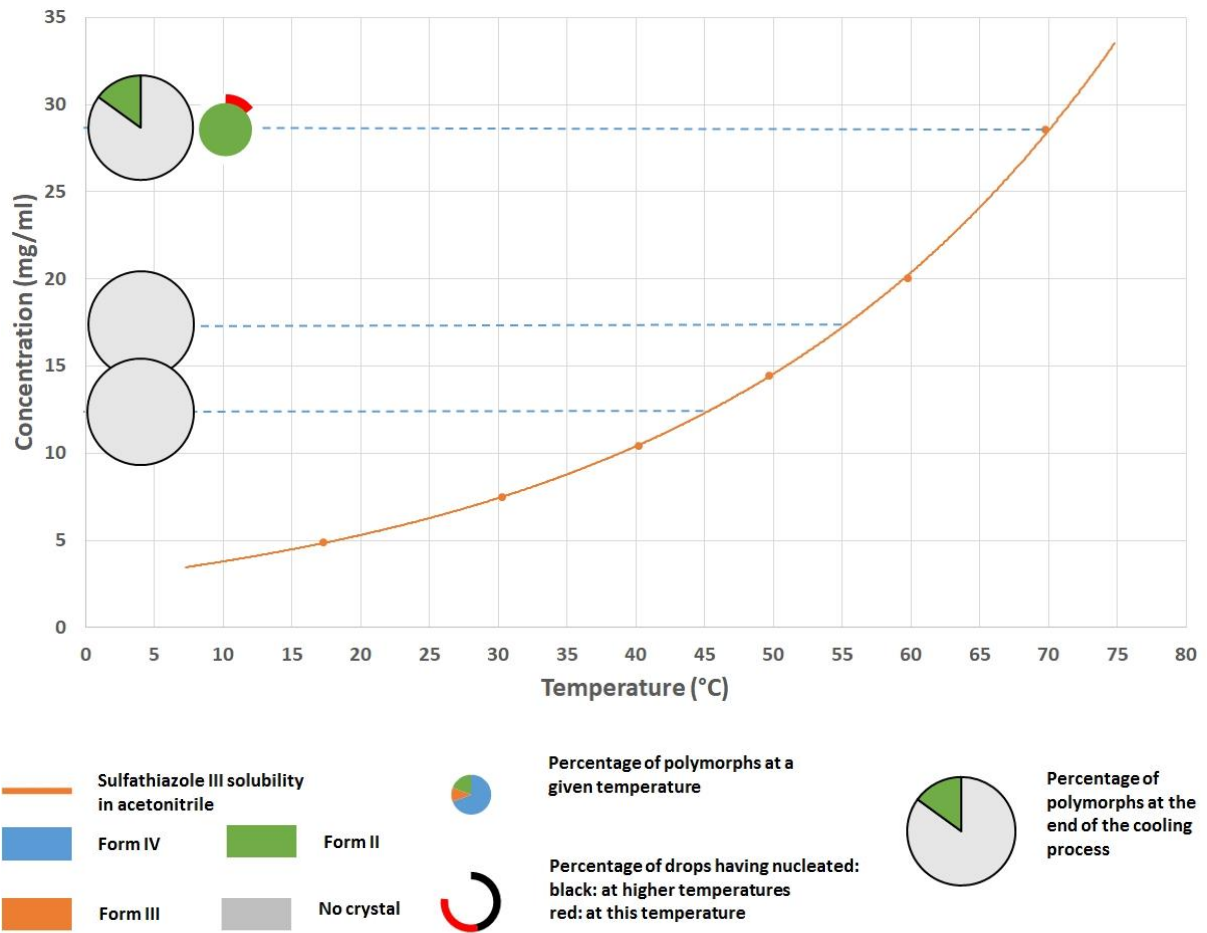 35
30
25
20
15
10
5
0
Concentration (mg/ml)
0 5 10 15 20 25 30 35 40 45 50 55 60 65 70 75 80
Temperature (°C)
Sulfathiazole III solubility
in acetonitrile
Form IV
Form II
Form III
No crystal
Percentage of polymorphs at a
given temperature
Percentage of drops having nucleated:
black: at higher temperatures
red: at this temperature
Percentage of
polymorphs at the
end of the cooling
process